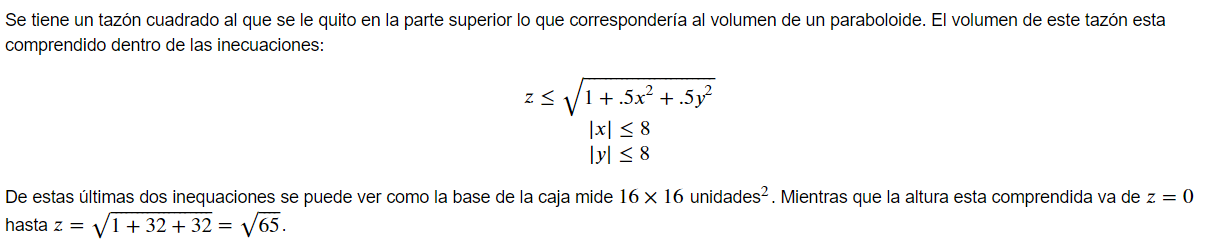 Se tiene un tazón cuadrado al que se le quito en la parte superior lo que correspondería al volumen de un paraboloide. El volumen de este tazón esta
comprendido dentro de las inecuaciones:
z ≤ √(1 + .5x² + .5y²)
|x| ≤ 8
|y| ≤ 8
De estas últimas dos inequaciones se puede ver como la base de la caja mide 16 × 16 unidades². Mientras que la altura esta comprendida va de z = 0
hasta z = √(1 + 32 + 32) = √65.